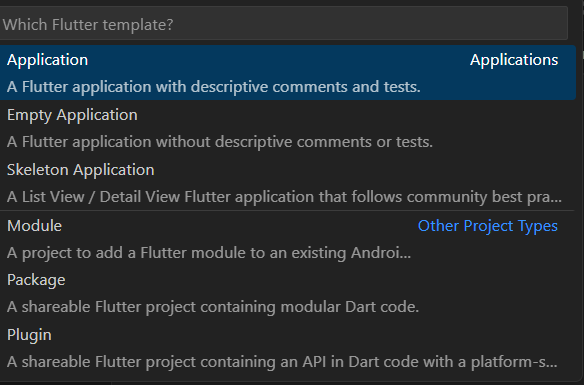 Which Flutter template?
Application Applications
A Flutter application with descriptive comments and tests.
Empty Application
A Flutter application without descriptive comments or tests.
Skeleton Application
A List View / Detail View Flutter application that follows community best pra...
Module Other Project Types
A project to add a Flutter module to an existing Androi...
Package
A shareable Flutter project containing modular Dart code.
Plugin
A shareable Flutter project containing an API in Dart code with a platform-s...